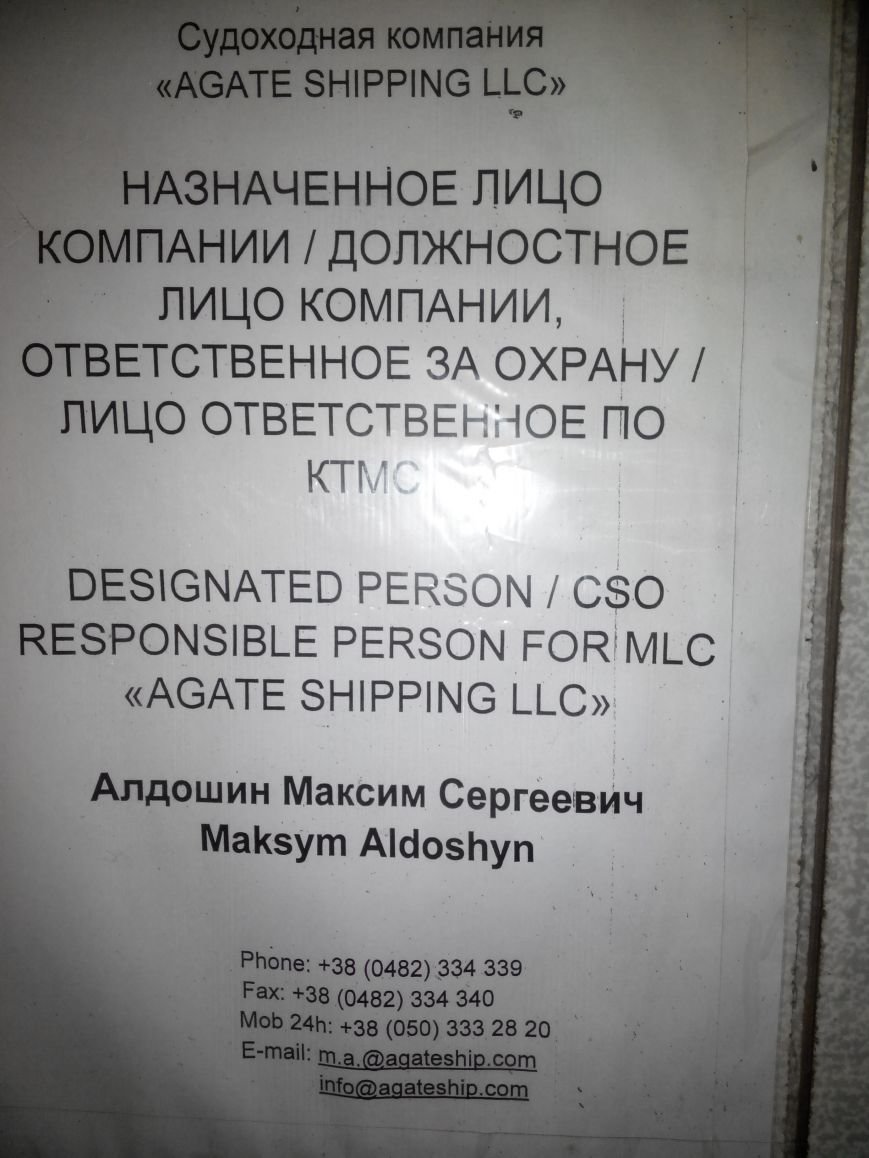 Судоходная компания
«AGATE SHIPPING LLC»
НАЗНАЧЕННОЕ ЛИЦО
КОМПАНИИ / ДОЛЖНОСТНОЕ
ЛИЦО КОМПАНИИ,
ОТВЕТСТВЕННОЕ ЗА ОХРАНУ /
ЛИЦО ОТВЕТСТВЕННОЕ ПО
КТМС
DESIGNATED PERSON / CSO
RESPONSIBLE PERSON FOR MLC
«AGATE SHIPPING LLC»
Алдошин Максим Сергеевич
Maksym Aldoshyn
Phone: +38 (0482) 334 339
Fax: +38 (0482) 334 340
Mob 24h: +38 (050) 333 28 20
E-mail: m.a.@agateship.com
info@agateship.com